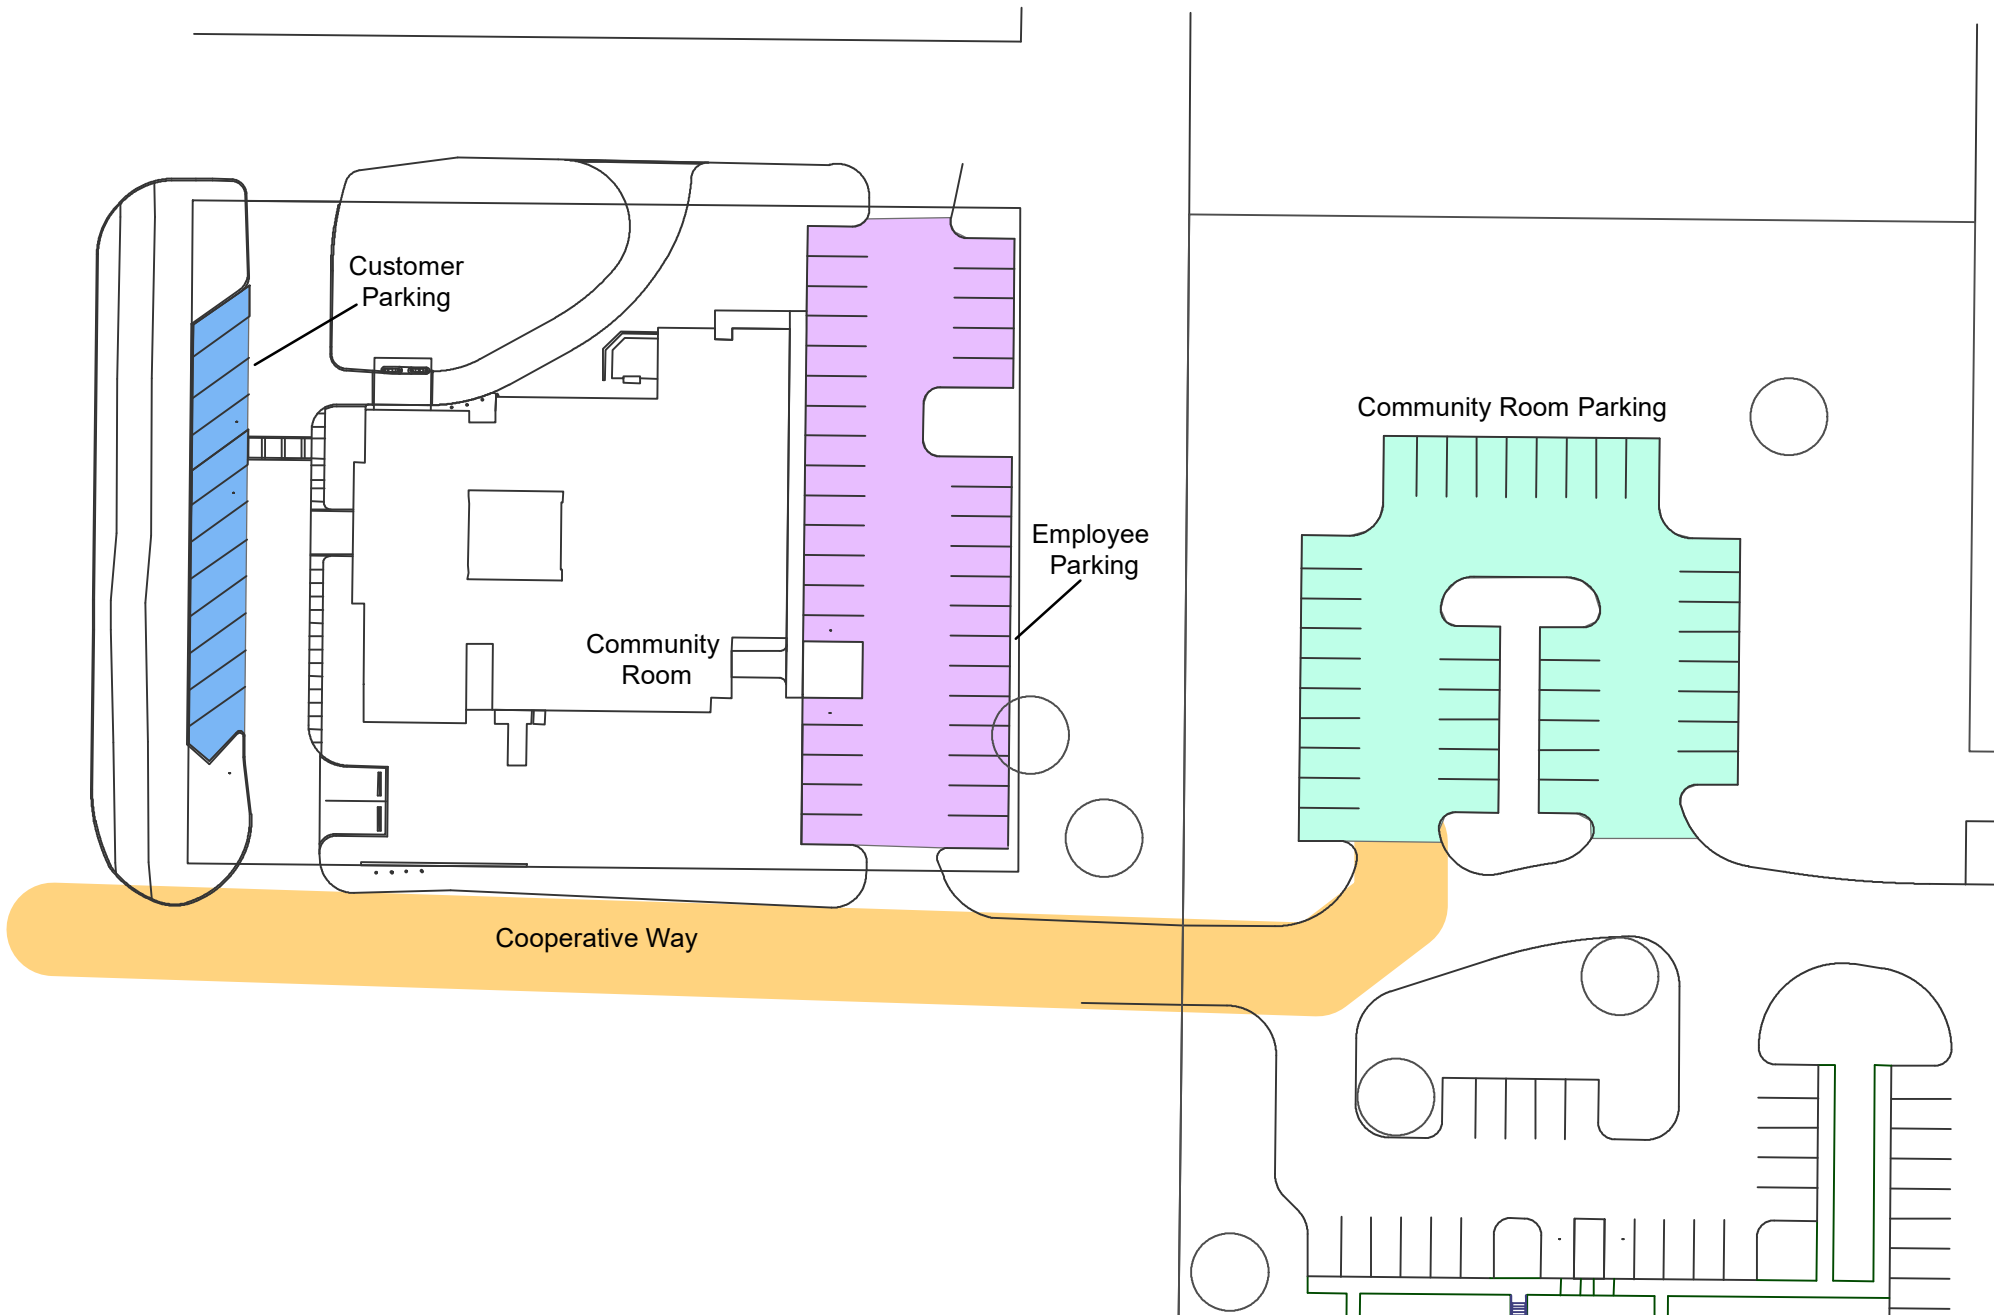 Customer
Parking
Community Room Parking
Employee
Parking
Community
Room
Cooperative Way